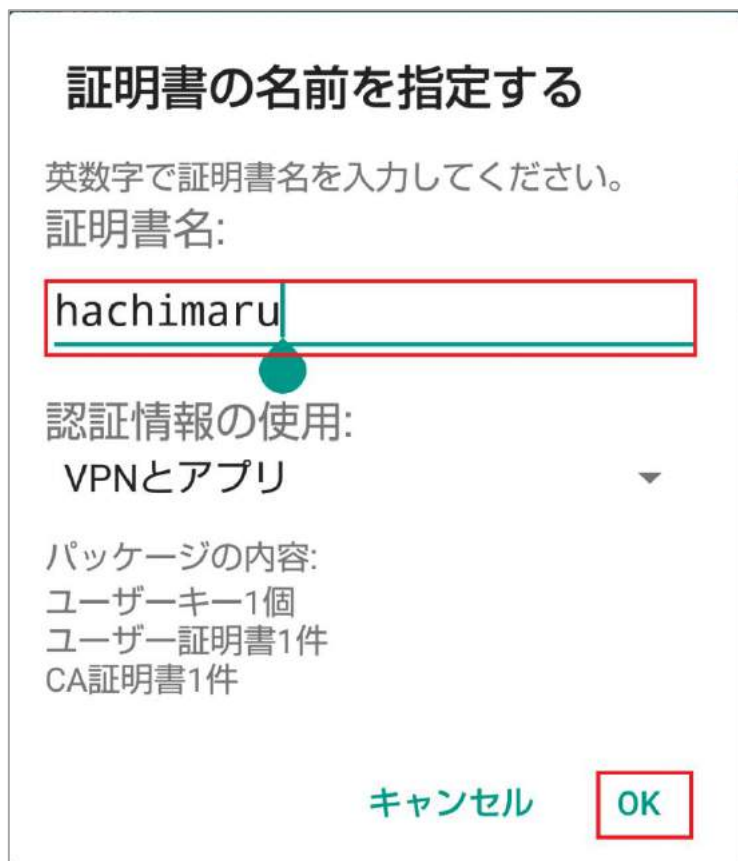 証明書の名前を指定する
英数字で証明書名を入力してください。
証明書名:
hachimaru
認証情報の使用:
VPNとアプリ
パッケージの内容:
ユーザーキー1個
ユーザー証明書1件
CA証明書1件
キャンセル OK